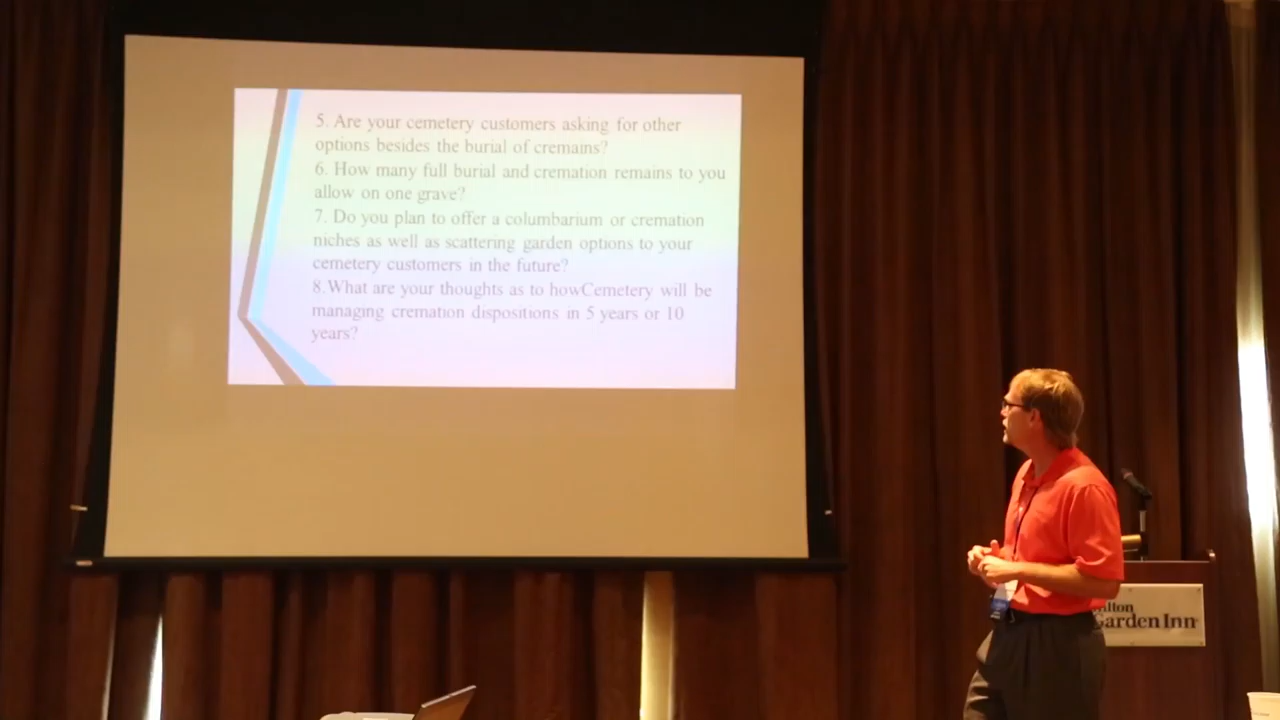 5. Are your cemetery customers asking for other
options besides the burial of cremains?
6. How many full burial and cremation remains to you
allow on one grave?
7. Do you plan to offer a columbarium or cremation
niches as well as scattering garden options to your
cemetery customers in the future?
8.What are your thoughts as to howCemetery will be
managing cremation dispositions in 5 years or 10
years?
ilton
Garden Inn